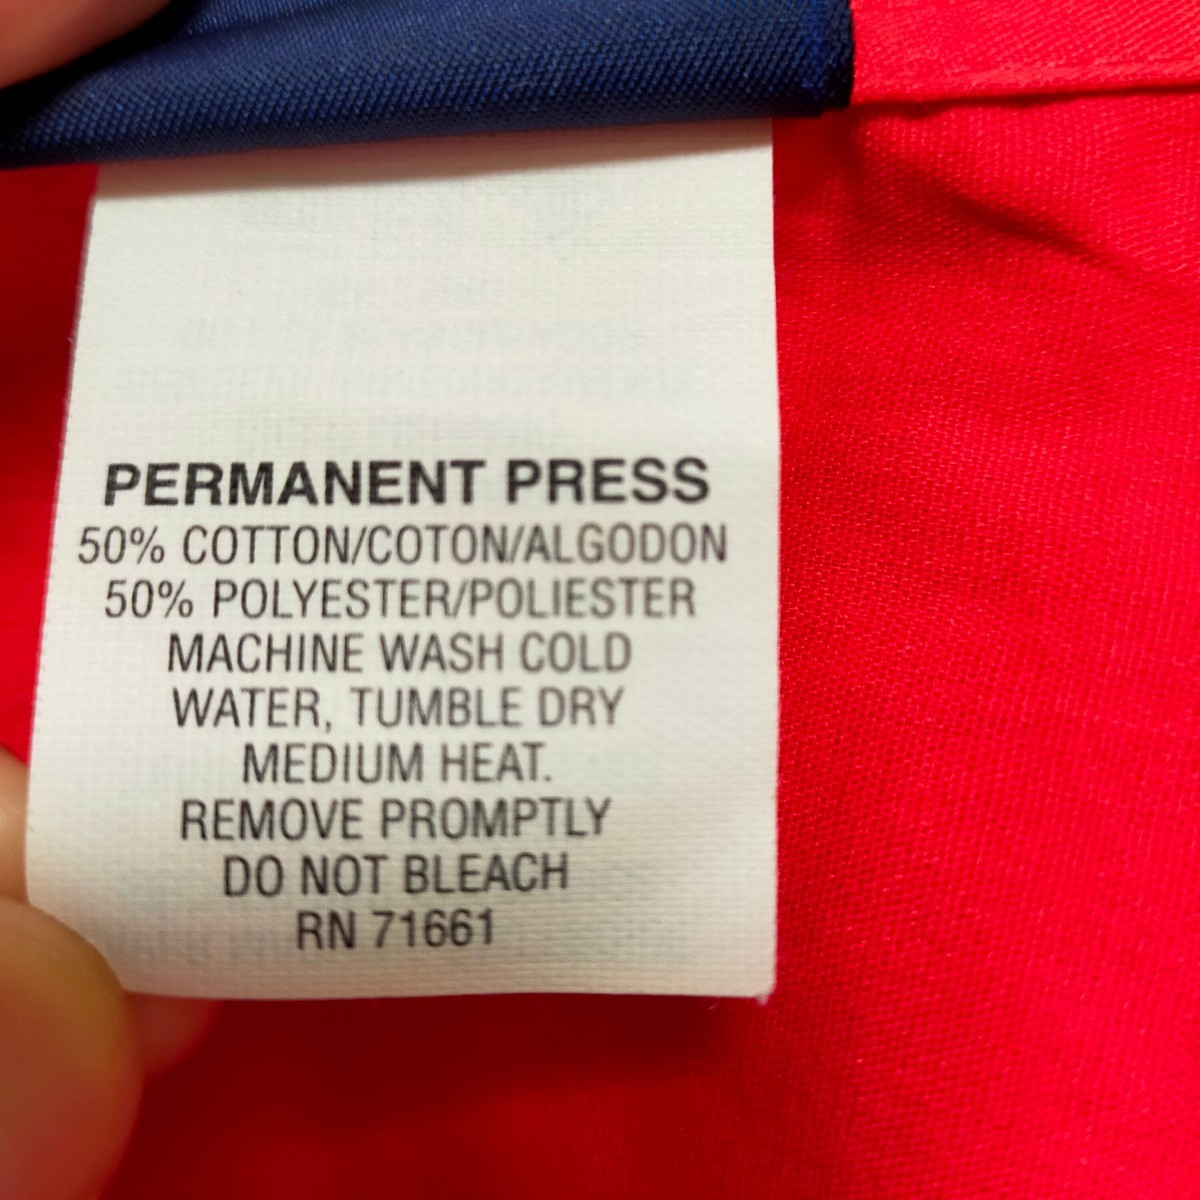 PERMANENT PRESS
50% COTTON/COTON/ALGODON
50% POLYESTER/POLIESTER
MACHINE WASH COLD
WATER, TUMBLE DRY
MEDIUM HEAT.
REMOVE PROMPTLY
DO NOT BLEACH
RN 71661